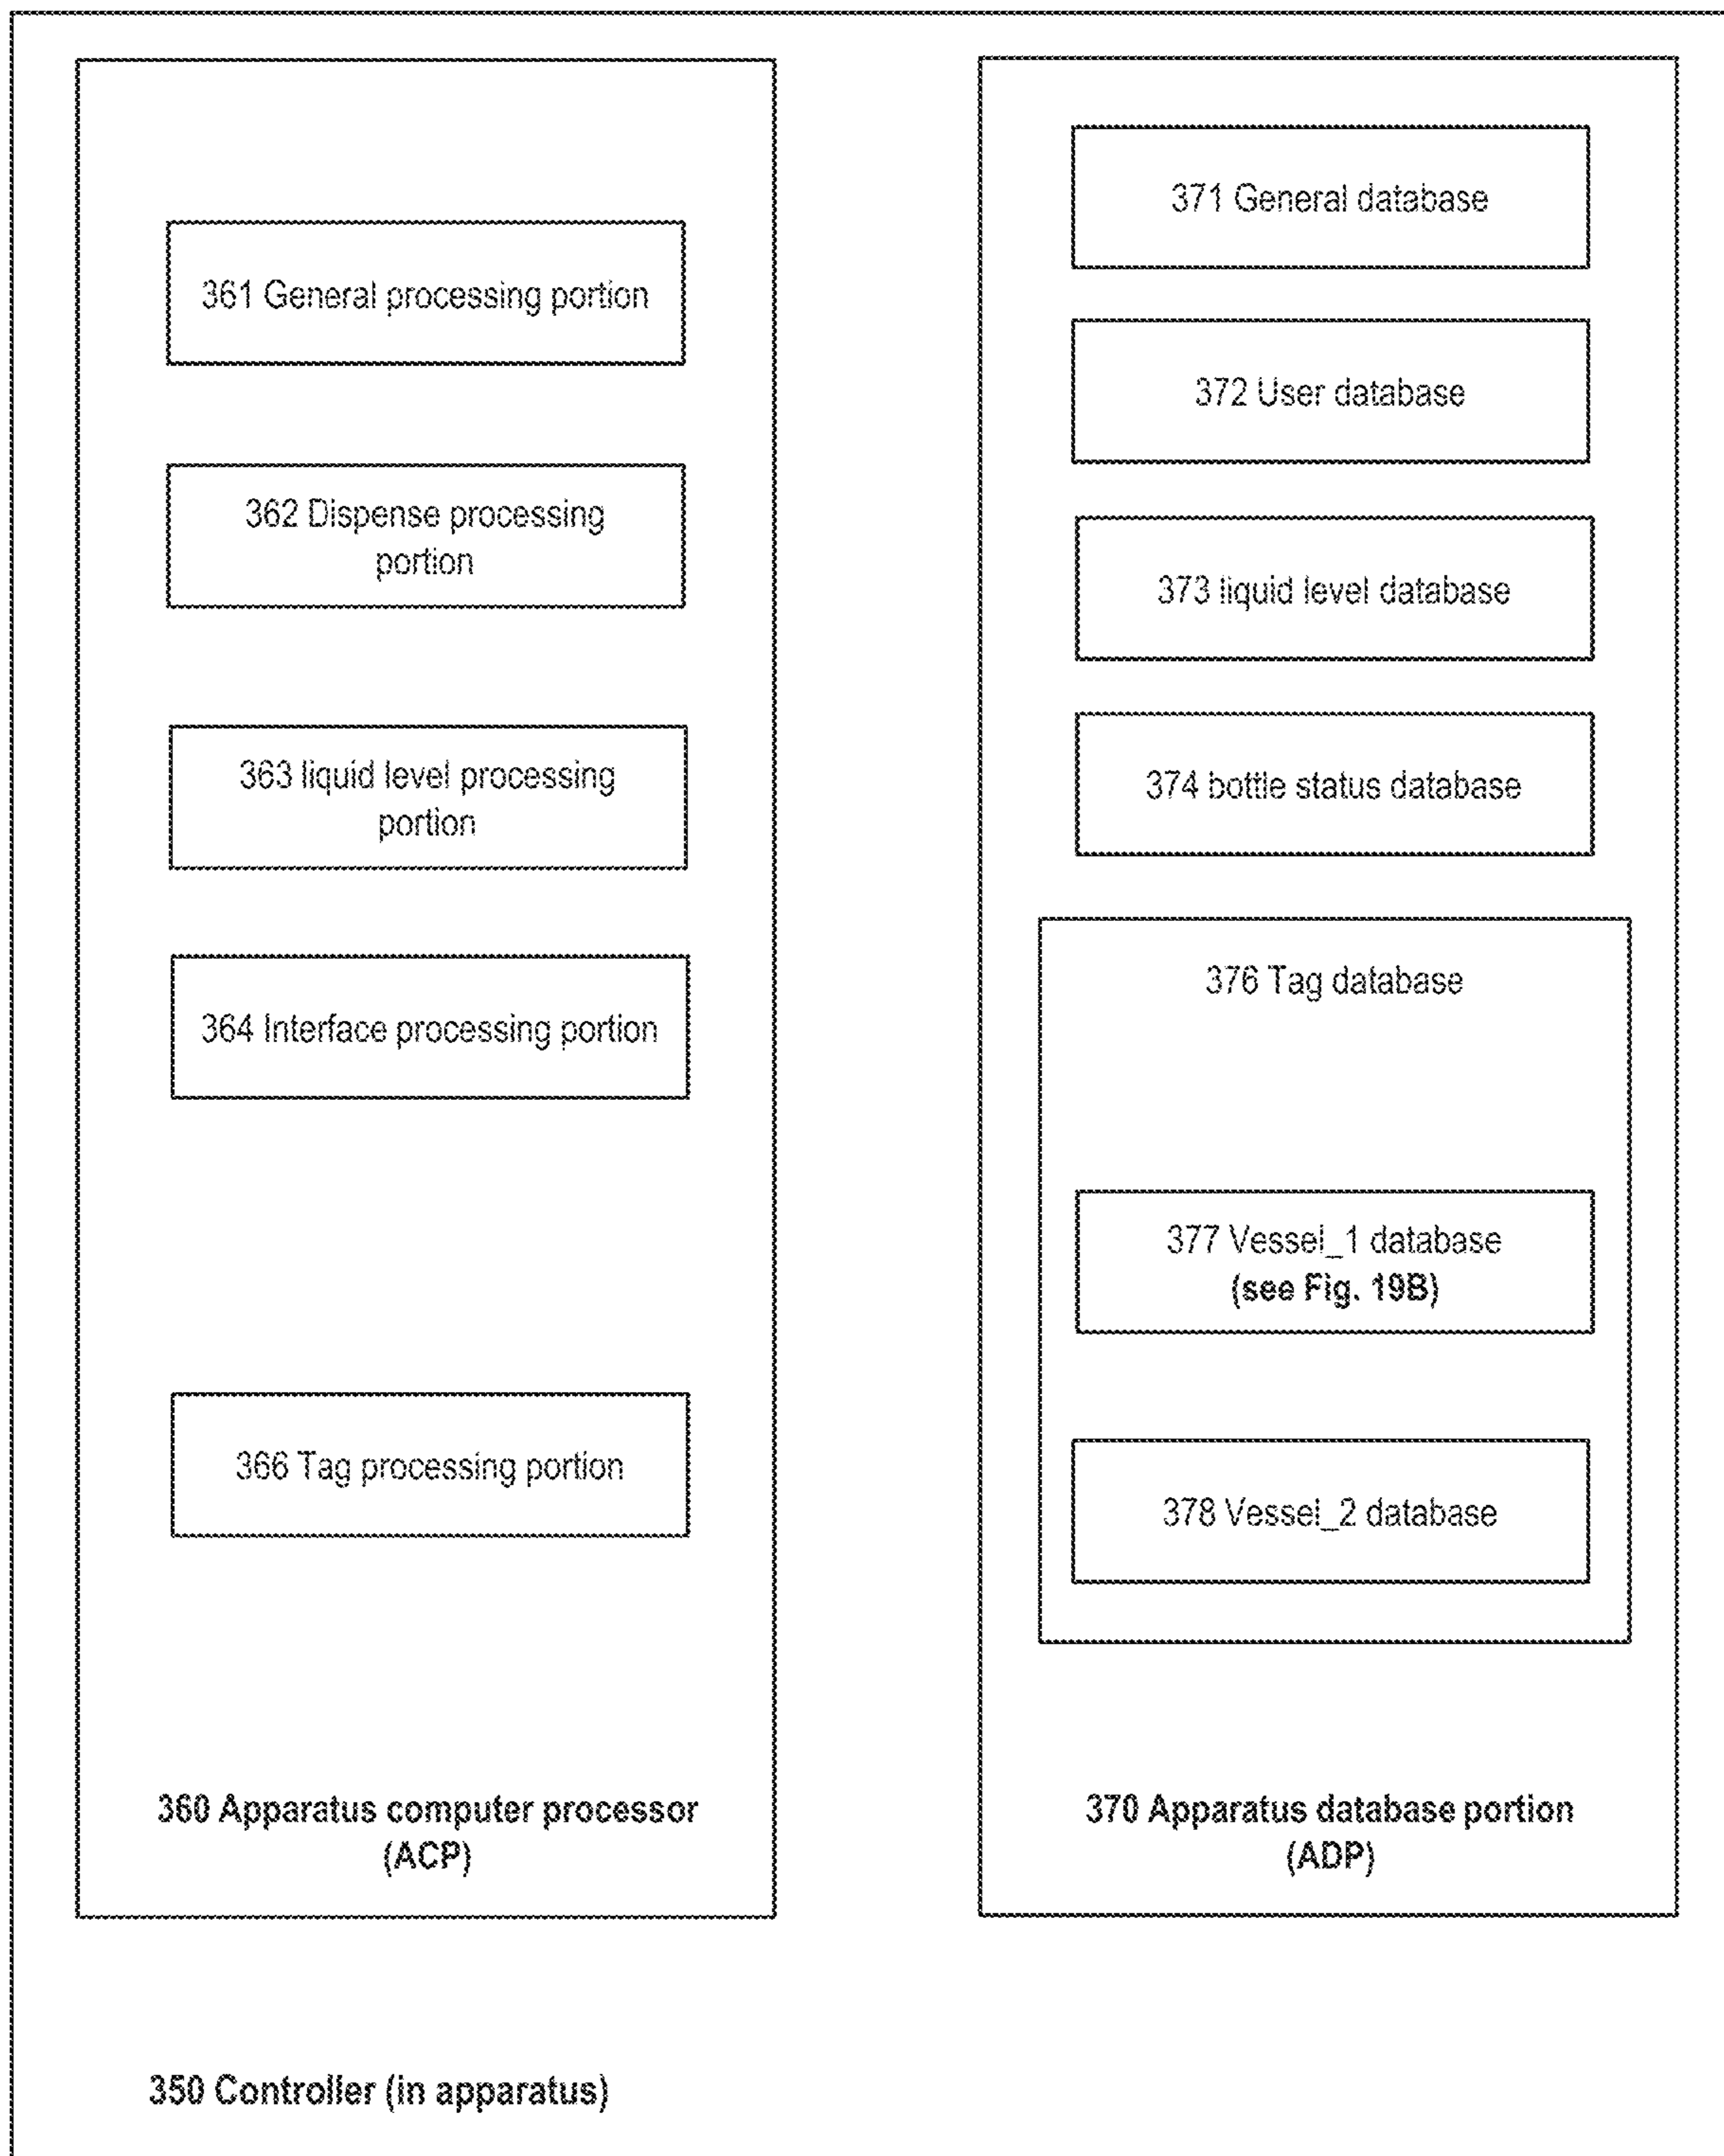 361 General processing portion
362 Dispense processing
portion
363 liquid level processing
portion
364 Interface processing portion
366 Tag processing portion
360 Apparatus computer processor
(ACP)
371 General database
372 User database
373 liquid level database
374 bottle status database
376 Tag database
377 Vessel_1 database
(see Fig. 19B)
378 Vessel_2 database
370 Apparatus database portion
(ADP)
350 Controller (in apparatus)